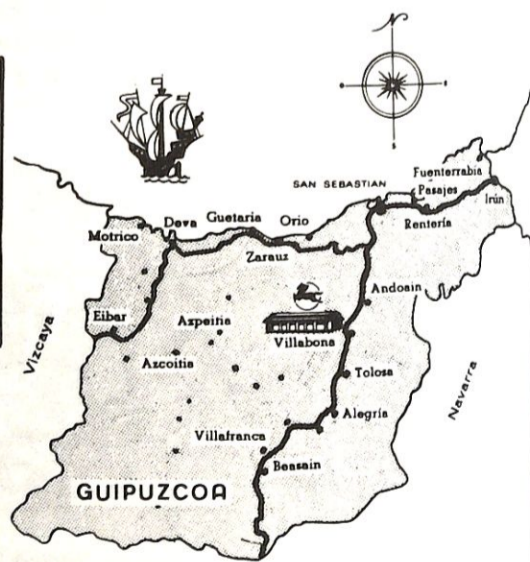 N
S
SAN SEBASTIAN
Fuenterrabia
Pasajes
Irún
Rentería
Deva
Guetaria
Orio
Motrico
Zarauz
Andoain
Eibar
Azpeitia
Villabona
Azcoitia
Vizcaya
Tolosa
Navarra
Alegría
Villafranca
Beasain
GUIPUZCOA